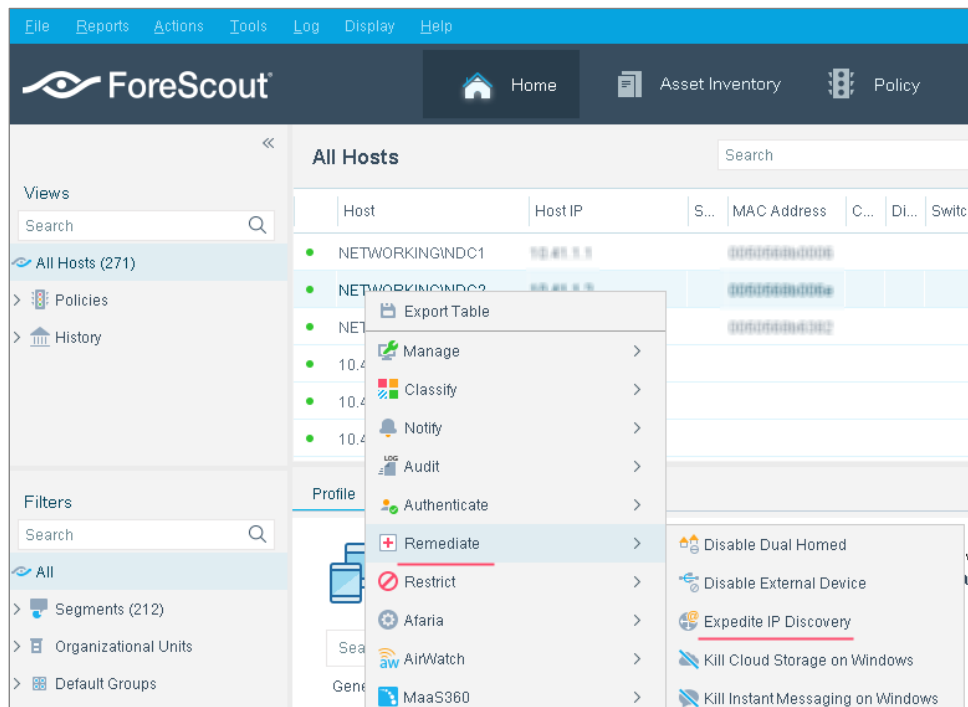 File Reports Actions Tools Log Display Help
ForeScout
Home Asset Inventory Policy
All Hosts Search
Views
Search
All Hosts (271)
Policies
History
Host Host IP S... MAC Address C... Di... Switc
NETWORKING\NDC1
NETWORKING\NDC2
NET
10.4
10.4
10.4
Export Table
Manage
Classify
Notify
LOG
Audit
Authenticate
Remediate
Restrict
Afaria
aw AirWatch
MaaS360
Disable Dual Homed
Disable External Device
Expedite IP Discovery
Kill Cloud Storage on Windows
Kill Instant Messaging on Windows
Profile
Sea
Gene
Filters
Search
All
Segments (212)
Organizational Units
Default Groups